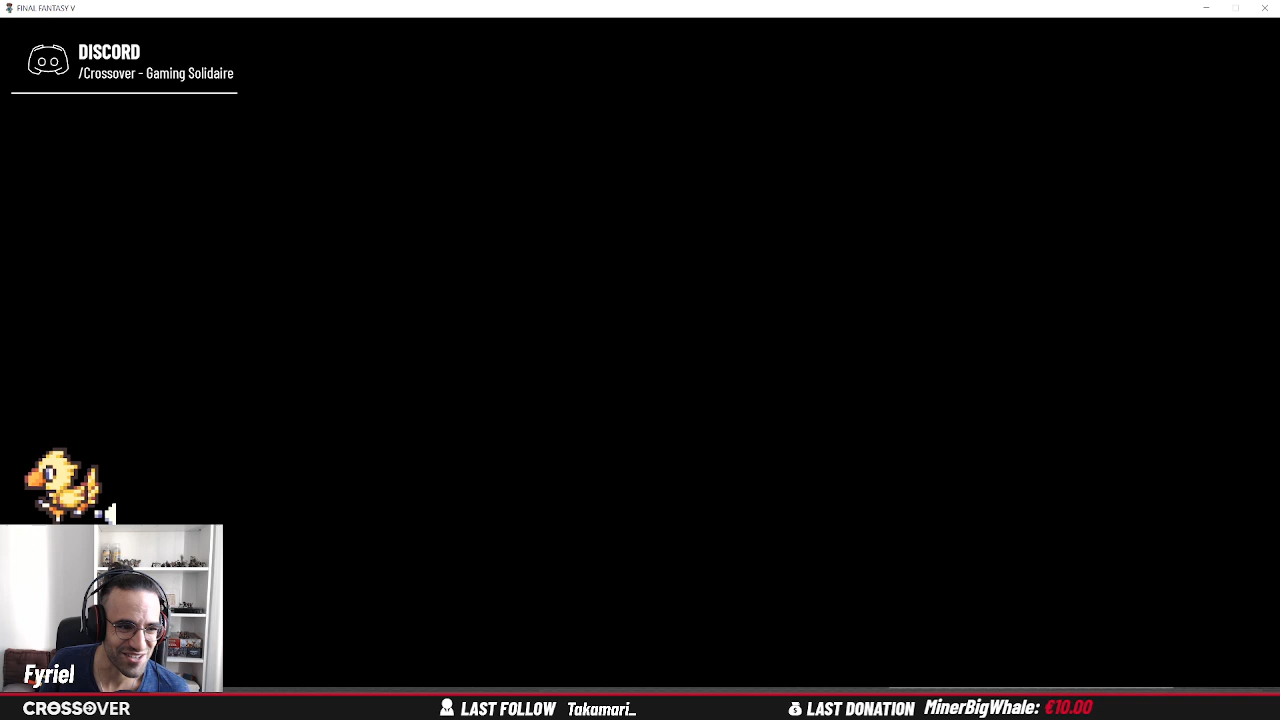 FINAL FANTASY V
DISCORD
/Crossover - Gaming Solidaire
Fyriel
CROSSOVER
LAST FOLLOW Takamari_
LAST DONATION MinerBigWhale: €10.00